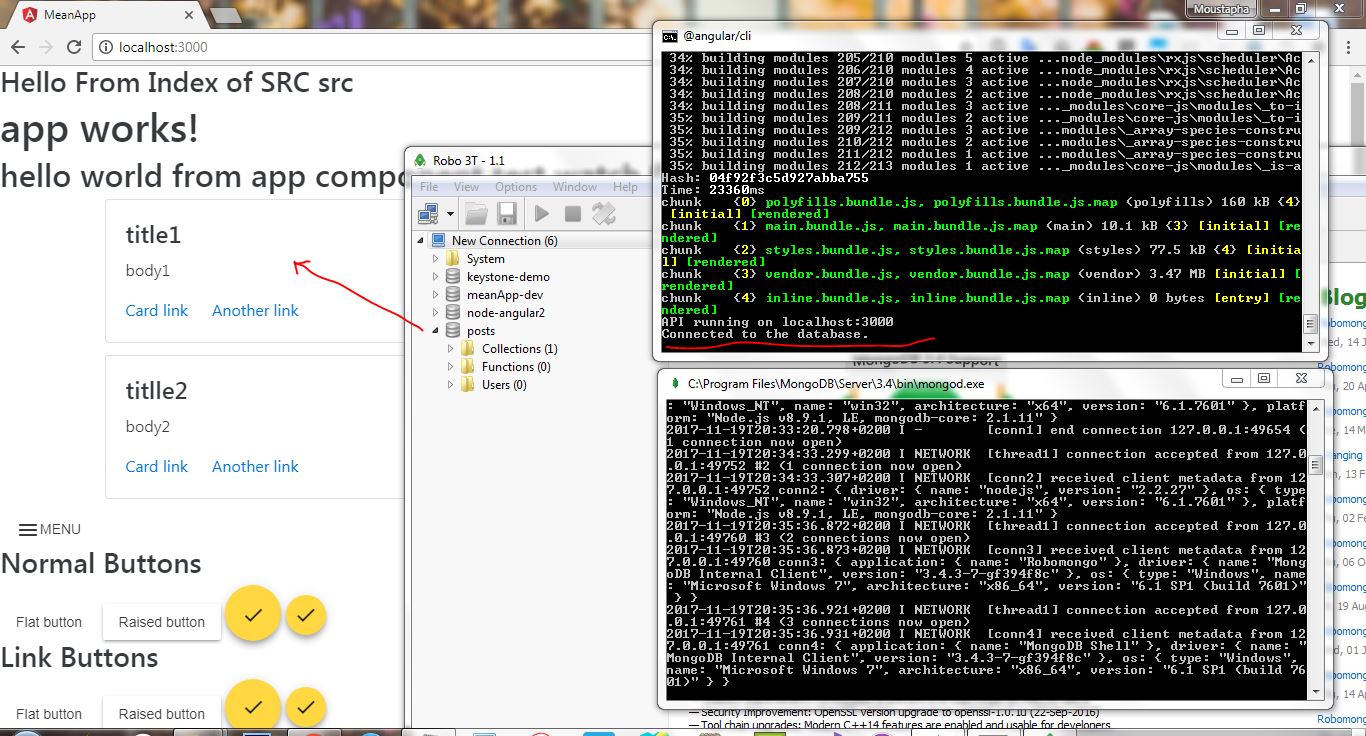 MeanApp
Moustapha
localhost:3000
Hello From Index of SRC src
app works!
hello world from app comp
title1
body1
Card link Another link
titlle2
body2
Card link Another link
MENU
Normal Buttons
Flat button Raised button
Link Buttons
Flat button Raised button
Robo 3T - 1.1
File View Options Window Help
New Connection (6)
System
keystone-demo
meanApp-dev
node-angular2
posts
Collections (1)
Functions (0)
Users (0)
@angular/cli
34% building modules 205/210 modules 5 active ...node_modules\rxjs\scheduler\Ac
34% building modules 206/210 modules 4 active ...node_modules\rxjs\scheduler\Ac
34% building modules 207/210 modules 3 active ...node_modules\rxjs\scheduler\Ac
34% building modules 208/210 modules 2 active ...node_modules\rxjs\scheduler\Ac
34% building modules 208/211 modules 3 active ..._modules\core-js\modules\_to-i
35% building modules 209/211 modules 2 active ..._modules\core-js\modules\_to-i
35% building modules 209/212 modules 3 active ...modules\_array-species-constru
35% building modules 210/212 modules 2 active ...modules\_array-species-constru
35% building modules 211/212 modules 1 active ...modules\_array-species-constru
35% building modules 212/213 modules 1 active ..._modules\core-js\modules\_is-a
Hash: 04f92f3c5d927abba755
Time: 23360ms
chunk {0} polyfills.bundle.js, polyfills.bundle.js.map (polyfills) 160 kB {4}
[initial] [rendered]
chunk {1} main.bundle.js, main.bundle.js.map (main) 10.1 kB {3} [initial] [re
ndered]
chunk {2} styles.bundle.js, styles.bundle.js.map (styles) 77.5 kB {4} [initia
l] [rendered]
chunk {3} vendor.bundle.js, vendor.bundle.js.map (vendor) 3.47 MB [initial] [
rendered]
chunk {4} inline.bundle.js, inline.bundle.js.map (inline) 0 bytes [entry] [re
ndered]
API running on localhost:3000
Connected to the database.
C:\Program Files\MongoDB\Server\3.4\bin\mongod.exe
: "Windows_NT", name: "win32", architecture: "x64", version: "6.1.7601" }, platf
orm: "Node.js v8.9.1, LE, mongodb-core: 2.1.11" }
2017-11-19T20:33:20.798+0200 I - [conn1] end connection 127.0.0.1:49654 (
1 connection now open)
2017-11-19T20:34:33.299+0200 I NETWORK [thread1] connection accepted from 127.0
.0.1:49752 #2 (1 connection now open)
2017-11-19T20:34:33.307+0200 I NETWORK [conn2] received client metadata from 12
7.0.0.1:49752 conn2: { driver: { name: "nodejs", version: "2.2.27" }, os: { type
: "Windows_NT", name: "win32", architecture: "x64", version: "6.1.7601" }, platf
orm: "Node.js v8.9.1, LE, mongodb-core: 2.1.11" }
2017-11-19T20:35:36.872+0200 I NETWORK [thread1] connection accepted from 127.0
.0.1:49760 #3 (2 connections now open)
2017-11-19T20:35:36.873+0200 I NETWORK [conn3] received client metadata from 12
7.0.0.1:49760 conn3: { application: { name: "Robomongo" }, driver: { name: "Mong
oDB Internal Client", version: "3.4.3-7-gf394f8c" }, os: { type: "Windows", name
: "Microsoft Windows 7", architecture: "x86_64", version: "6.1 SP1 (build 7601)"
} }
2017-11-19T20:35:36.921+0200 I NETWORK [thread1] connection accepted from 127.0
.0.1:49761 #4 (3 connections now open)
2017-11-19T20:35:36.931+0200 I NETWORK [conn4] received client metadata from 12
7.0.0.1:49761 conn4: { application: { name: "MongoDB Shell" }, driver: { name: "
MongoDB Internal Client", version: "3.4.3-7-gf394f8c" }, os: { type: "Windows",
name: "Microsoft Windows 7", architecture: "x86_64", version: "6.1 SP1 (build 76
01)" } }
Blog
— Security Improvement: OpenSSL version upgrade to openssl-1.0.1u (22-Sep-2016)
— Tool chain upgrades: Modern C++14 features are enabled and usable for developers